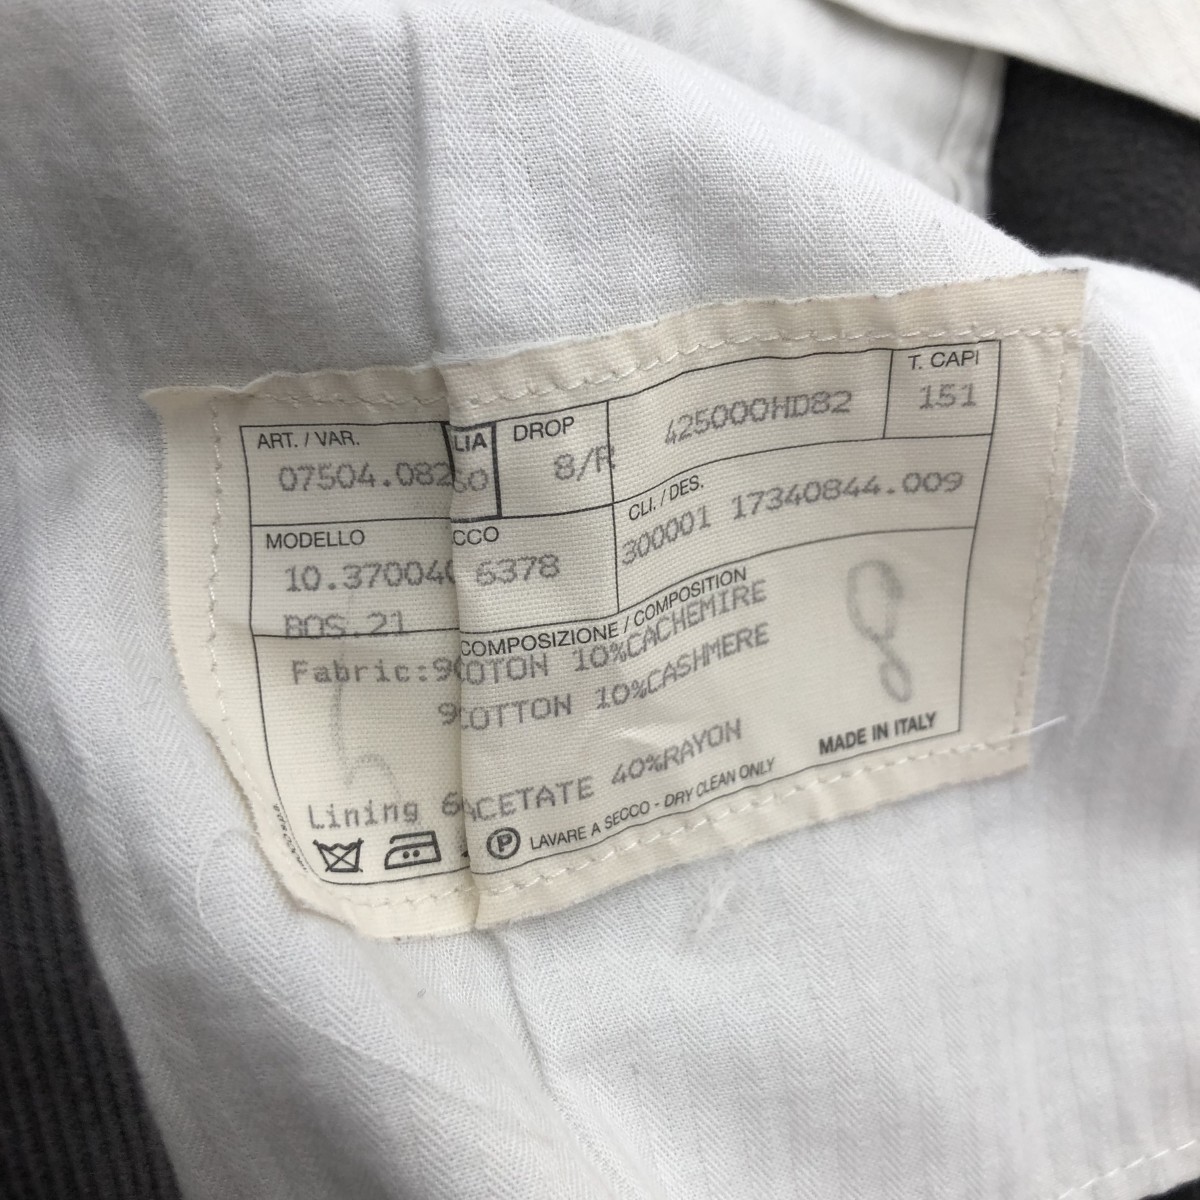 ART. / VAR. LIA DROP T. CAPI
07504.082 50 8/R 425000HD82 151
MODELLO CCO CLI. / DES.
10.37004 6378 300001 17340844.009
BOS.21 COMPOSIZIONE / COMPOSITION
Fabric:9 COTON 10%CACHEMIRE
9 COTTON 10%CASHMERE
Lining 6 ACETATE 40%RAYON
MADE IN ITALY
P LAVARE A SECCO - DRY CLEAN ONLY